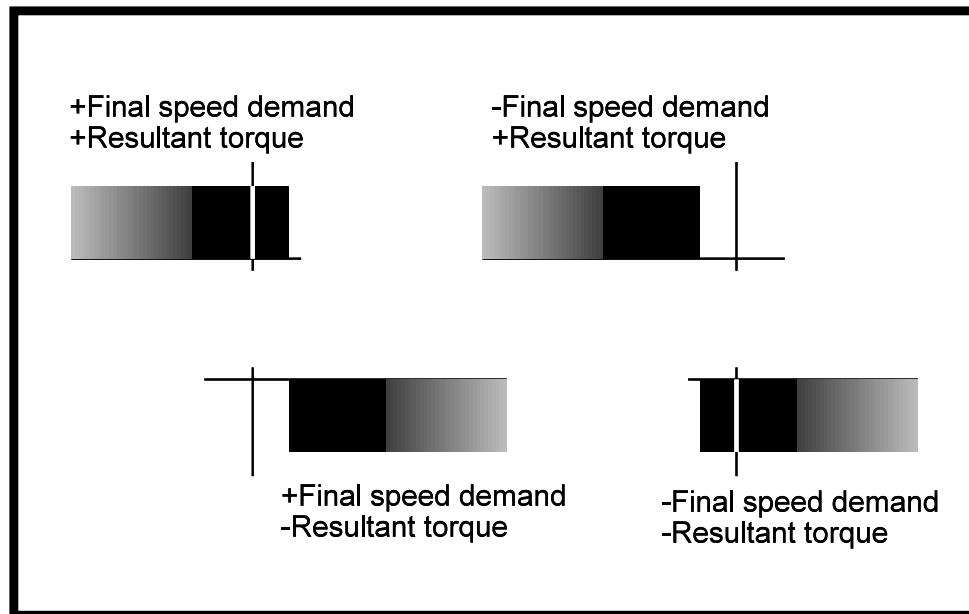 +Final speed demand
+Resultant torque
-Final speed demand
+Resultant torque
+Final speed demand
-Resultant torque
-Final speed demand
-Resultant torque